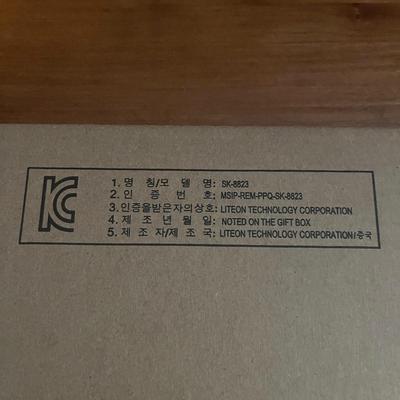 KC
1. 명 칭/모 델 명: SK-8823
2. 인 증 번 호: MSIP-REM-PPQ-SK-8823
3. 인증을받은자의상호: LITEON TECHNOLOGY CORPORATION
4. 제 조 년 월 일: NOTED ON THE GIFT BOX
5. 제 조 자/제 조 국: LITEON TECHNOLOGY CORPORATION/중국